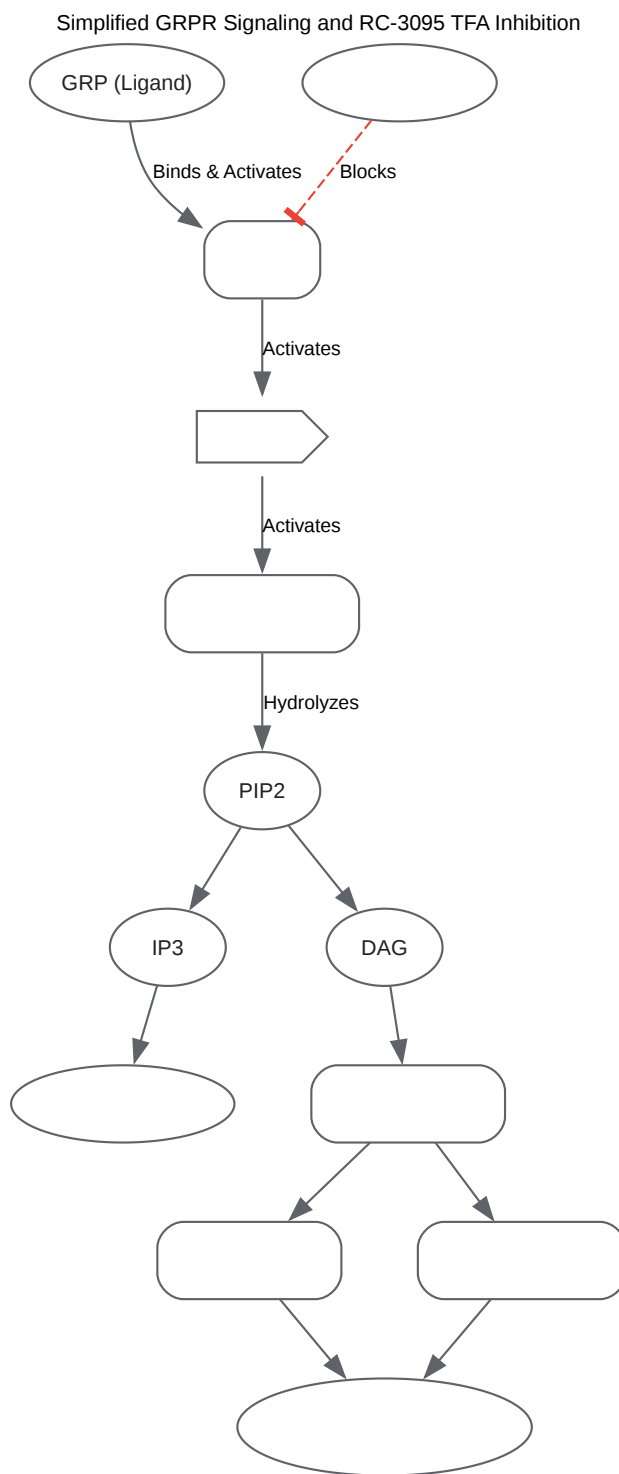 Simplified GRPR Signaling and RC-3095 TFA Inhibition
GRP (Ligand)
Binds & Activates
Blocks
Activates
Activates
Hydrolyzes
PIP2
IP3
DAG